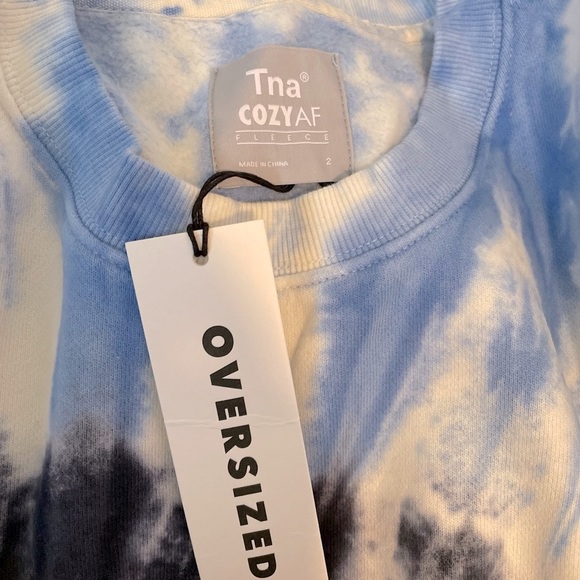 Tna®
COZY AF
FLEECE
MADE IN CHINA 2
OVERSIZED